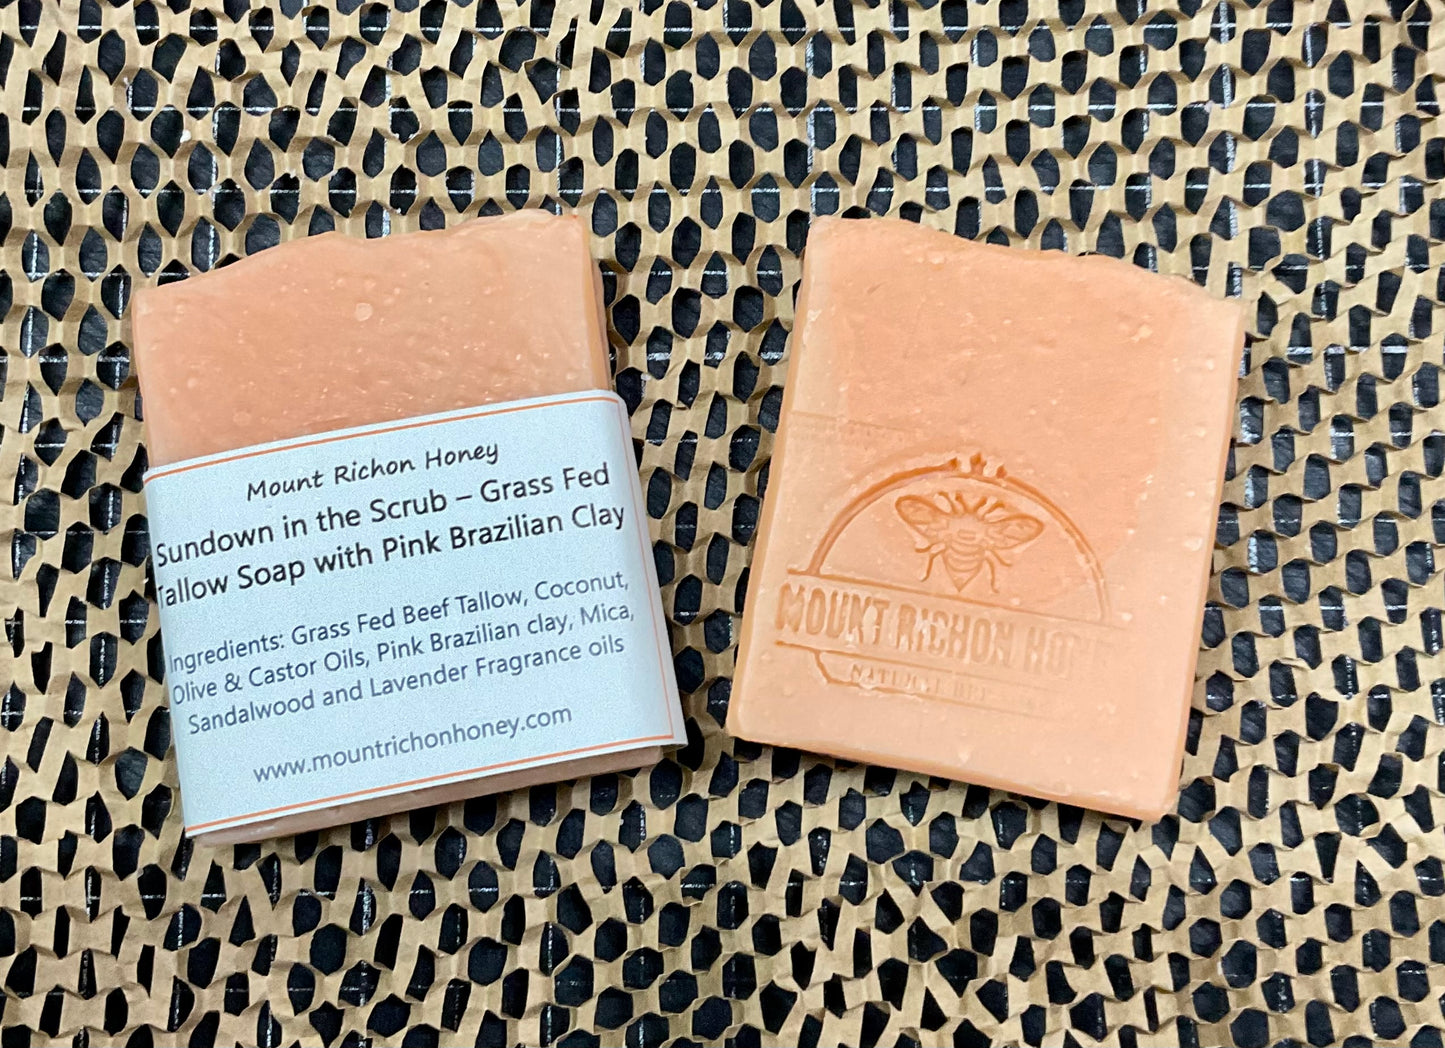 Mount Richon Honey
Sundown in the Scrub – Grass Fed
Tallow Soap with Pink Brazilian Clay
Ingredients: Grass Fed Beef Tallow, Coconut,
Olive & Castor Oils, Pink Brazilian clay, Mica,
Sandalwood and Lavender Fragrance oils
www.mountrichonhoney.com
MOUNT RICHON HON